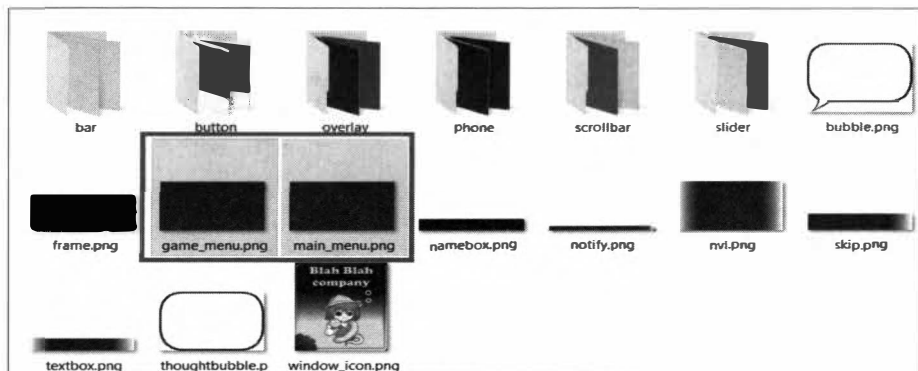 bar button overlay phone scrollbar slider bubble.png
frame.png game_menu.png main_menu.png namebox.png notify.png nvl.png skip.png
Blah Blah
company
textbox.png thoughtbubble.p window_icon.png